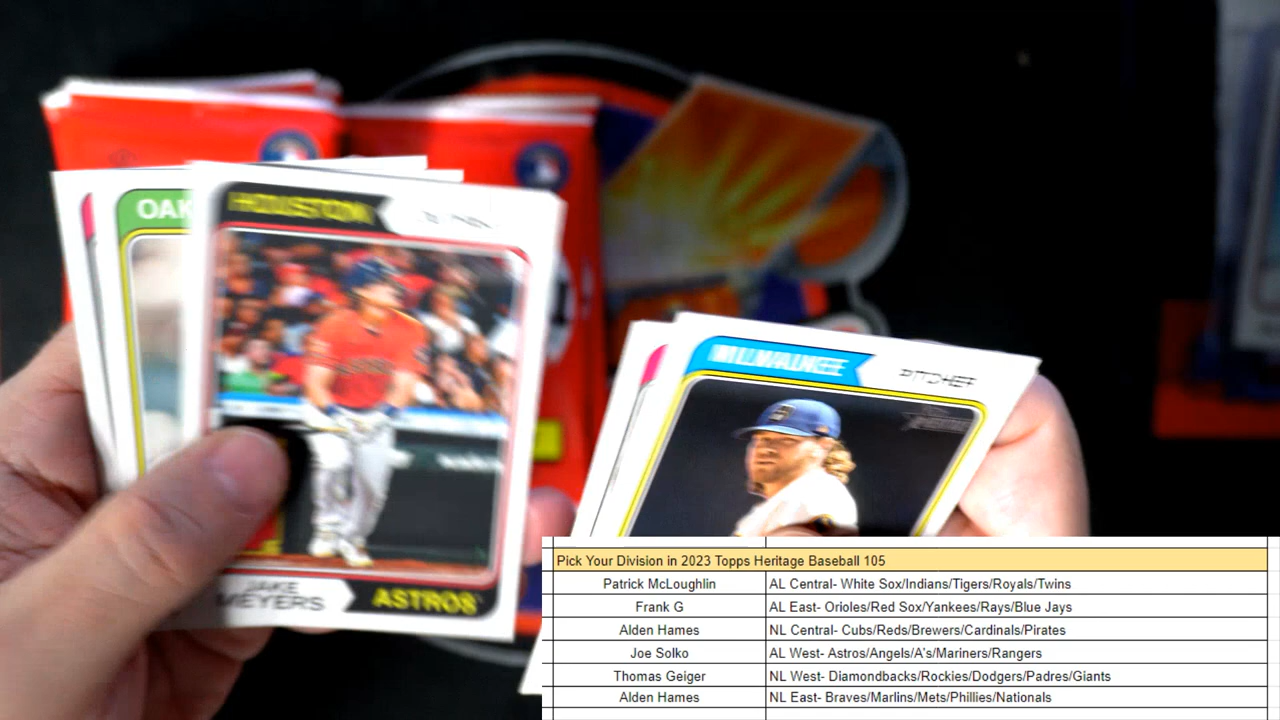 HOUSTON
OAK
MILWAUKEE
PITCHER
JAKE
MEYERS
ASTROS
Pick Your Division in 2023 Topps Heritage Baseball 105
Patrick McLoughlin AL Central- White Sox/Indians/Tigers/Royals/Twins
Frank G AL East- Orioles/Red Sox/Yankees/Rays/Blue Jays
Alden Hames NL Central- Cubs/Reds/Brewers/Cardinals/Pirates
Joe Solko AL West- Astros/Angels/A's/Mariners/Rangers
Thomas Geiger NL West- Diamondbacks/Rockies/Dodgers/Padres/Giants
Alden Hames NL East- Braves/Marlins/Mets/Phillies/Nationals